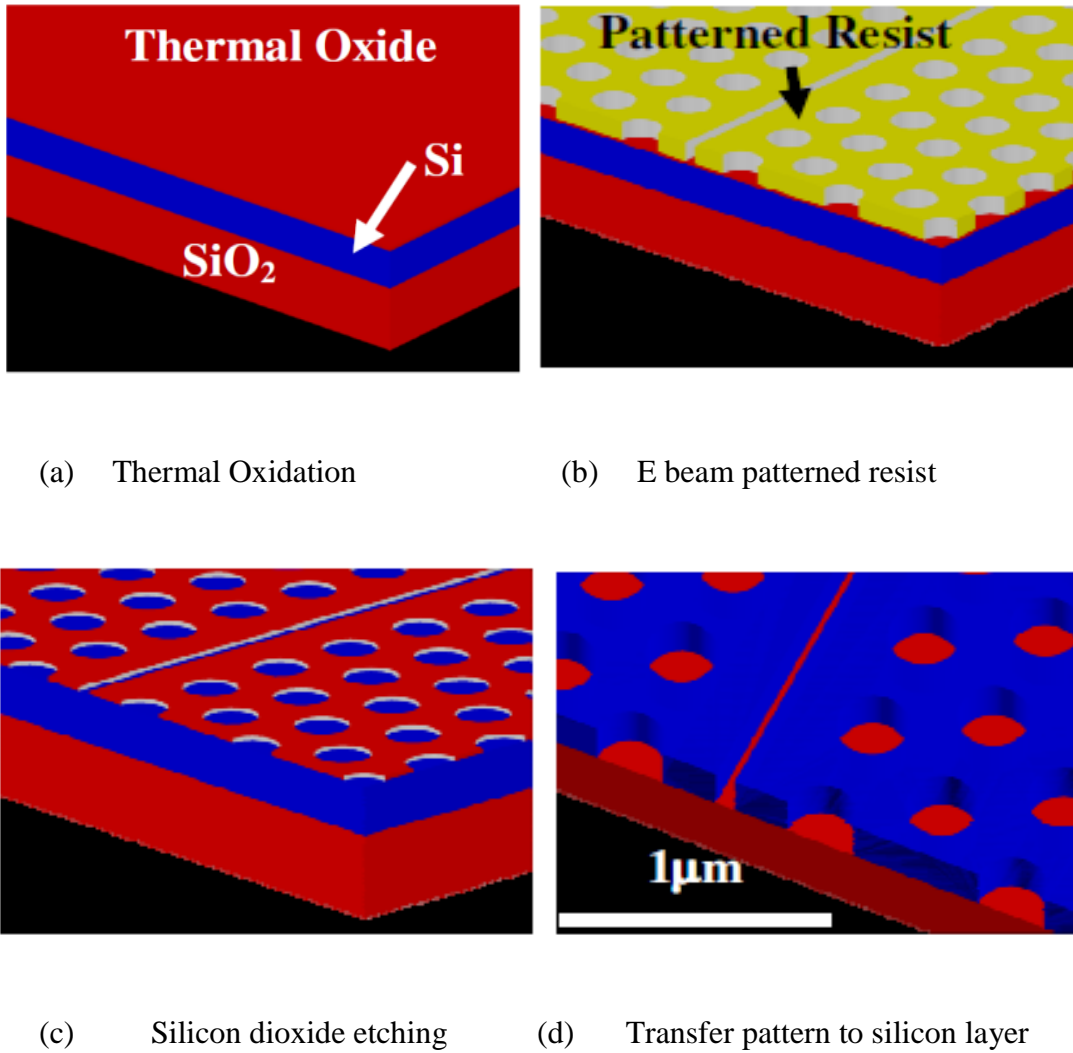 Thermal Oxide
Si
SiO₂
Patterned Resist
(a) Thermal Oxidation
(b) E beam patterned resist
1μm
(c) Silicon dioxide etching
(d) Transfer pattern to silicon layer